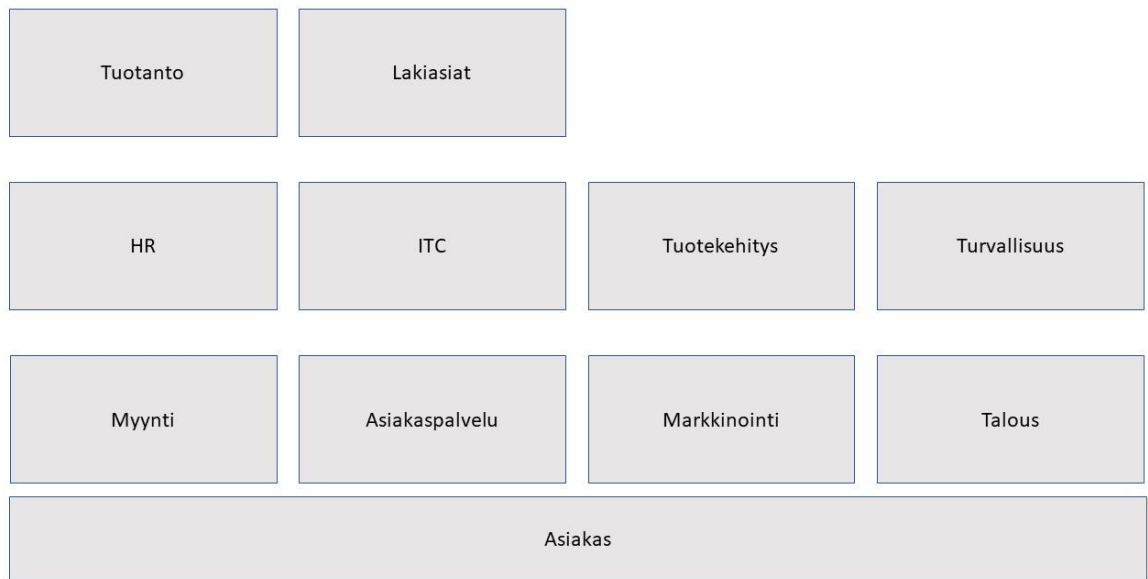 Tuotanto
Lakiasiat
HR
ITC
Tuotekehitys
Turvallisuus
Myynti
Asiakaspalvelu
Markkinointi
Talous
Asiakas